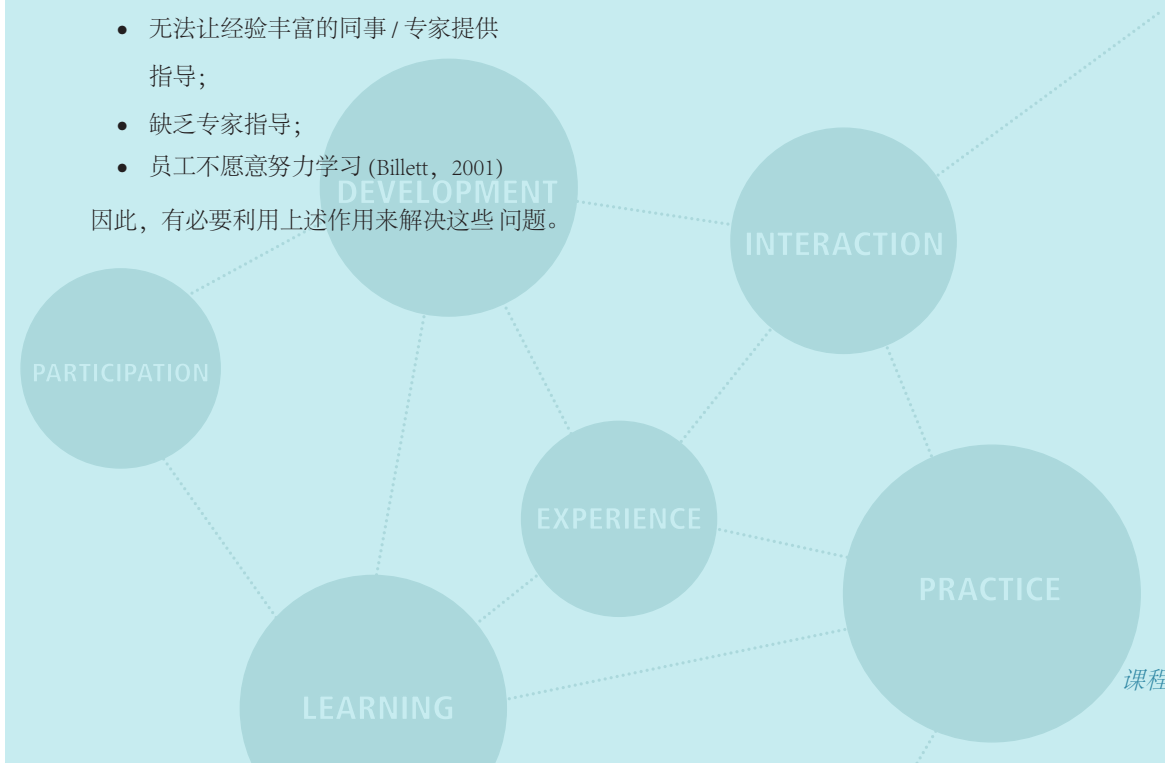 • 无法让经验丰富的同事 / 专家提供
指导；
• 缺乏专家指导；
• 员工不愿意努力学习 (Billett，2001)
因此，有必要利用上述作用来解决这些 问题。
DEVELOPMENT
INTERACTION
PARTICIPATION
EXPERIENCE
PRACTICE
课程
LEARNING